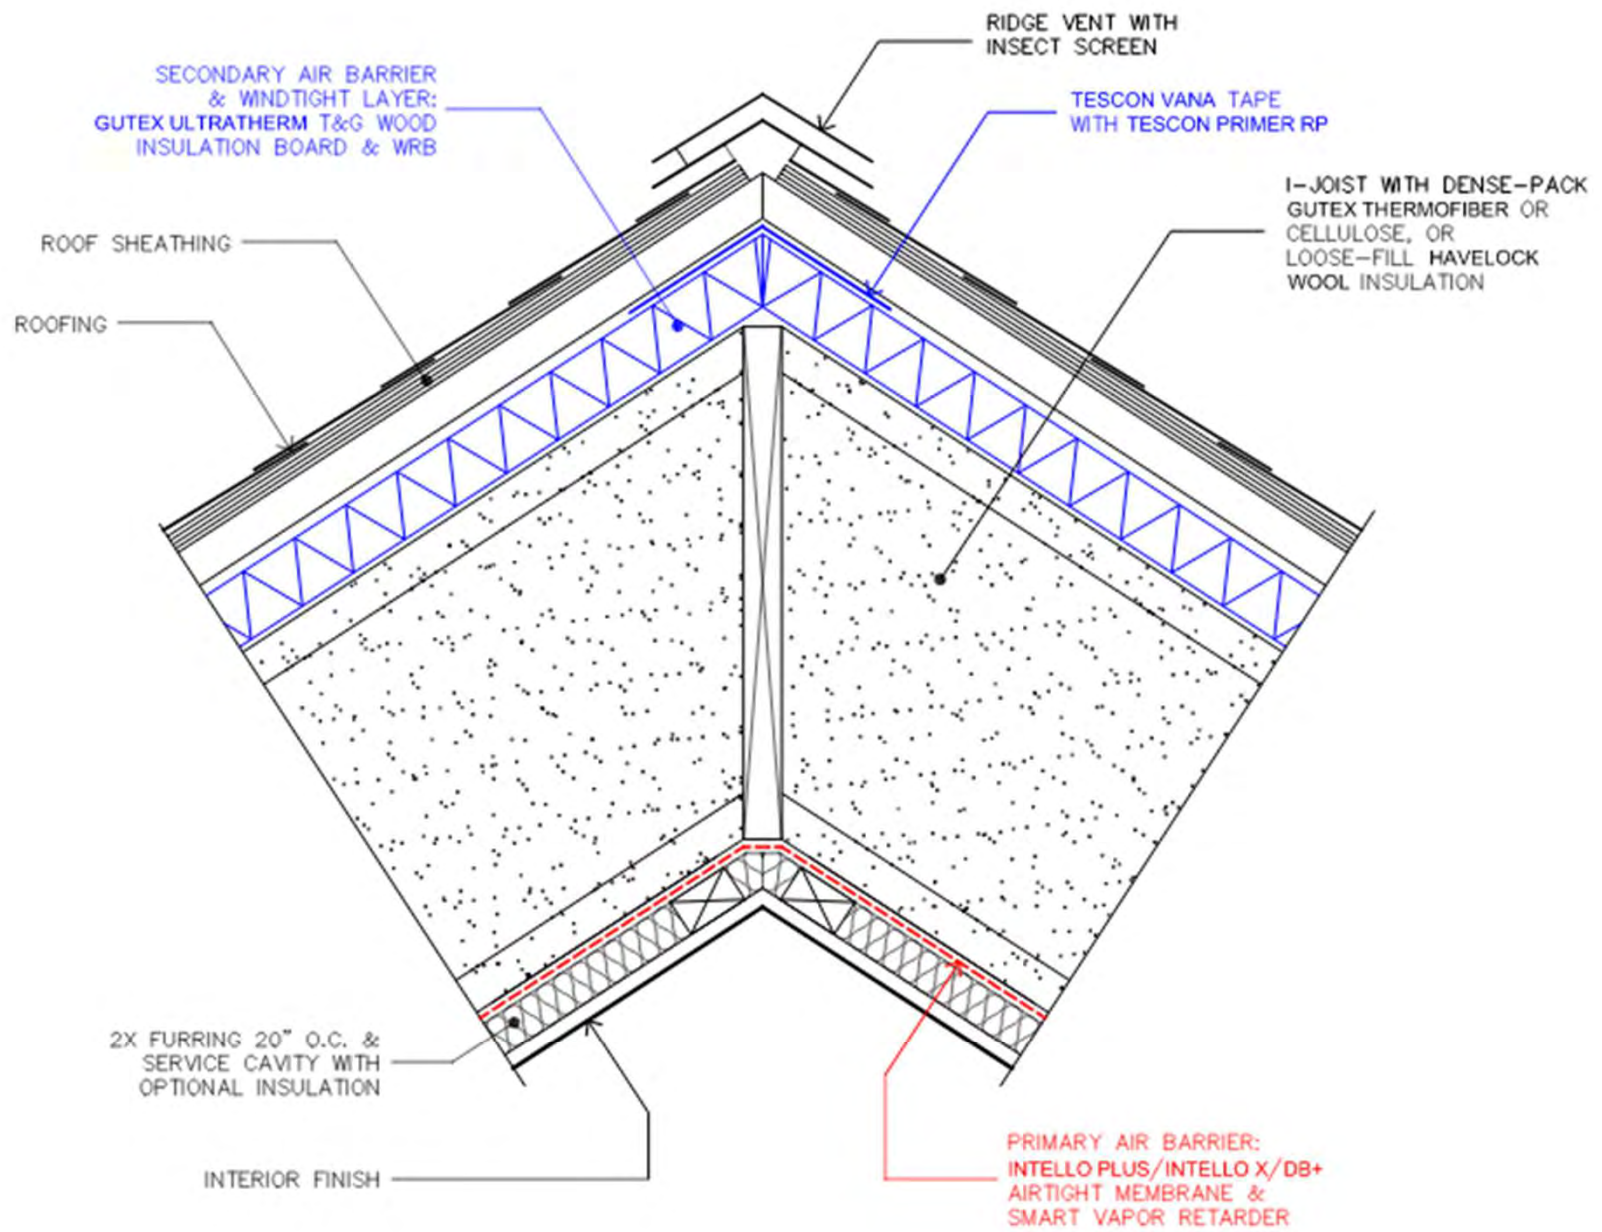 RIDGE VENT WITH
INSECT SCREEN
SECONDARY AIR BARRIER
& WINDTIGHT LAYER:
GUTEX ULTRATHERM T&G WOOD
INSULATION BOARD & WRB
TESCON VANA TAPE
WITH TESCON PRIMER RP
I-JOIST WITH DENSE-PACK
GUTEX THERMOFIBER OR
CELLULOSE, OR
LOOSE-FILL HAVELOCK
WOOL INSULATION
ROOF SHEATHING
ROOFING
2X FURRING 20" O.C. &
SERVICE CAVITY WITH
OPTIONAL INSULATION
INTERIOR FINISH
PRIMARY AIR BARRIER:
INTELLO PLUS/INTELLO X/DB+
AIRTIGHT MEMBRANE &
SMART VAPOR RETARDER